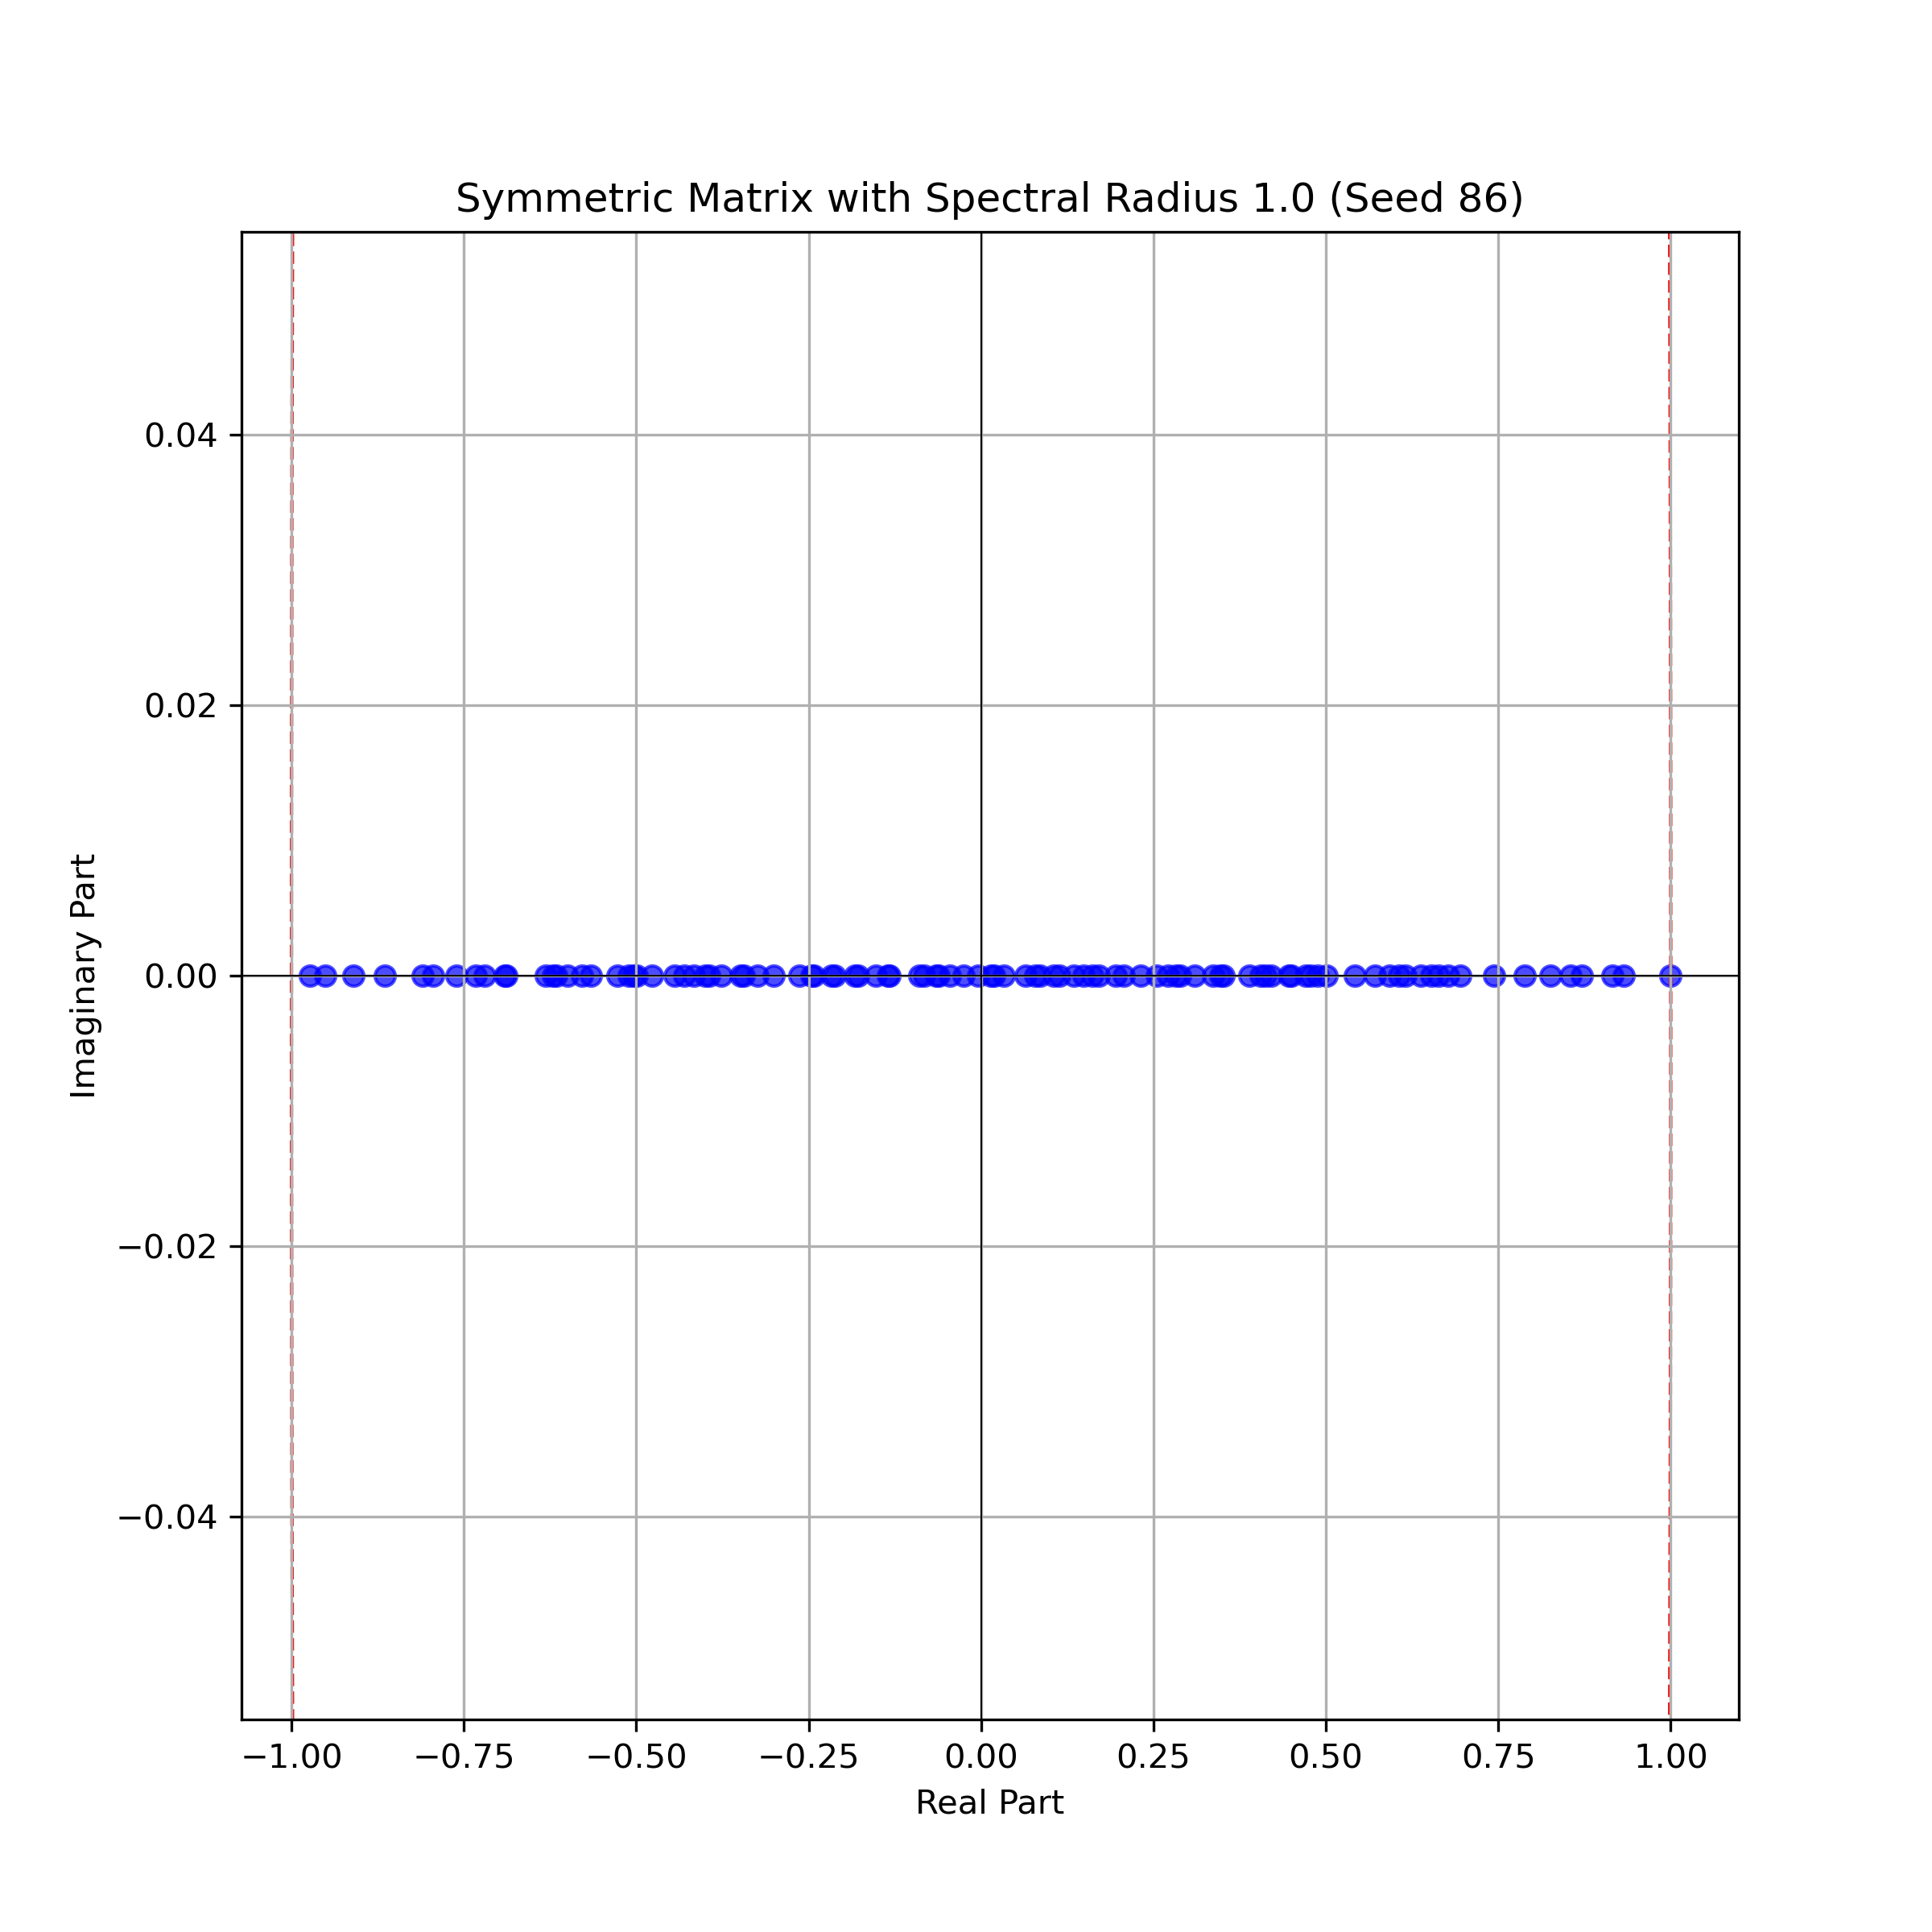 Symmetric Matrix with Spectral Radius 1.0 (Seed 86)
Imaginary Part
0.04
0.02
0.00
−0.02
−0.04
−1.00 −0.75 −0.50 −0.25 0.00 0.25 0.50 0.75 1.00
Real Part